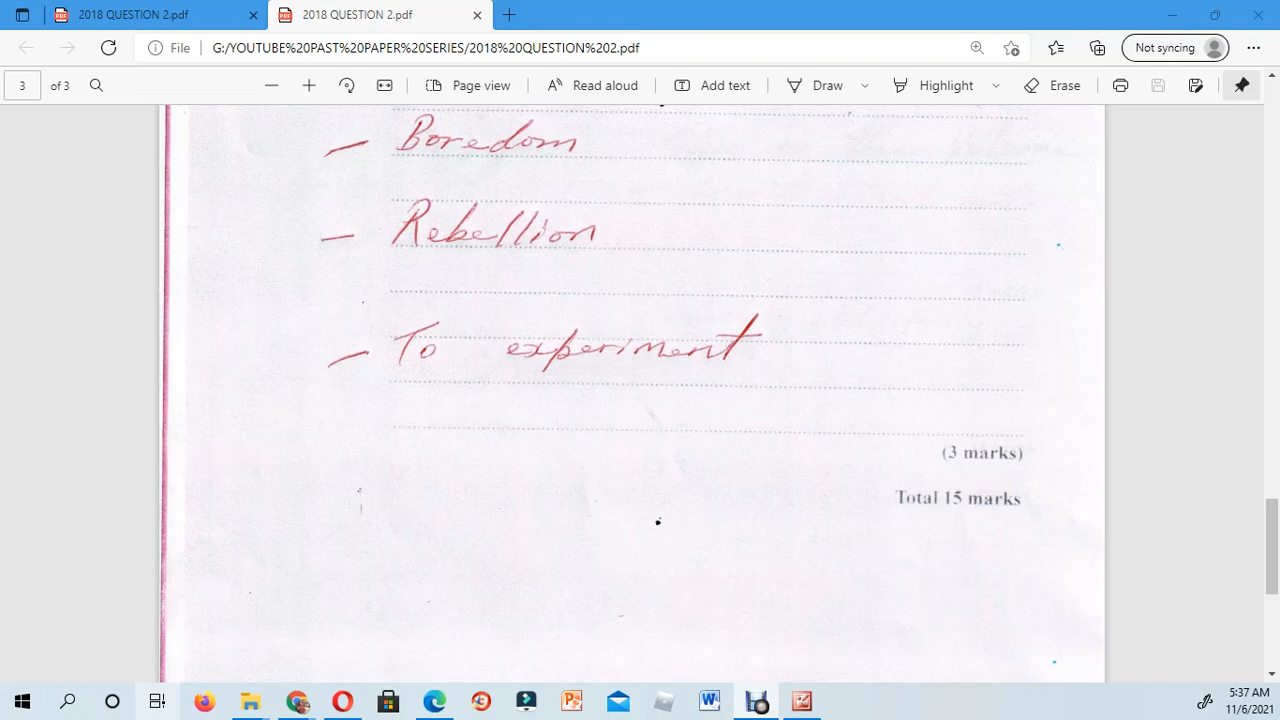 2018 QUESTION 2.pdf
2018 QUESTION 2.pdf
File
G:/YOUTUBE%20PAST%20PAPER%20SERIES/2018%20QUESTION%202.pdf
Not syncing
3 of 3
Page view
Read aloud
Add text
Draw
Highlight
Erase
- Boredom
- Rebellion
- To experiment
(3 marks)
Total 15 marks
5:37 AM
11/6/2021